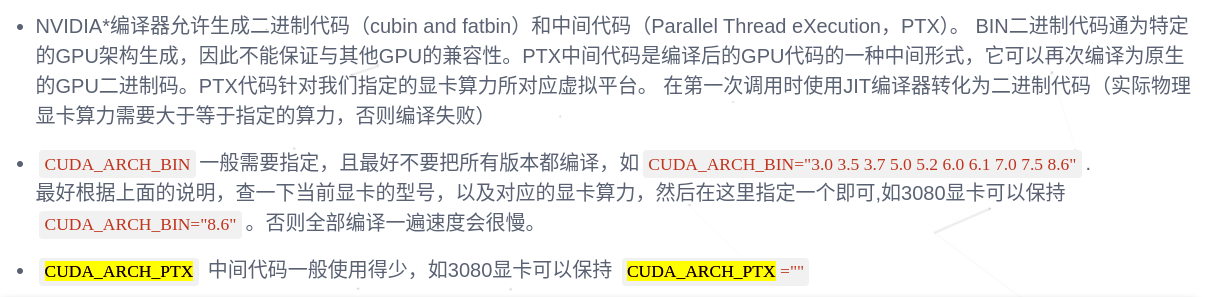 • NVIDIA*编译器允许生成二进制代码（cubin and fatbin）和中间代码（Parallel Thread eXecution，PTX）。 BIN二进制代码通为特定
的GPU架构生成，因此不能保证与其他GPU的兼容性。PTX中间代码是编译后的GPU代码的一种中间形式，它可以再次编译为原生
的GPU二进制码。PTX代码针对我们指定的显卡算力所对应虚拟平台。 在第一次调用时使用JIT编译器转化为二进制代码（实际物理
显卡算力需要大于等于指定的算力，否则编译失败）
• CUDA_ARCH_BIN 一般需要指定，且最好不要把所有版本都编译，如 CUDA_ARCH_BIN="3.0 3.5 3.7 5.0 5.2 6.0 6.1 7.0 7.5 8.6" .
最好根据上面的说明，查一下当前显卡的型号，以及对应的显卡算力，然后在这里指定一个即可,如3080显卡可以保持
CUDA_ARCH_BIN="8.6" 。否则全部编译一遍速度会很慢。
• CUDA_ARCH_PTX 中间代码一般使用得少，如3080显卡可以保持 CUDA_ARCH_PTX =""